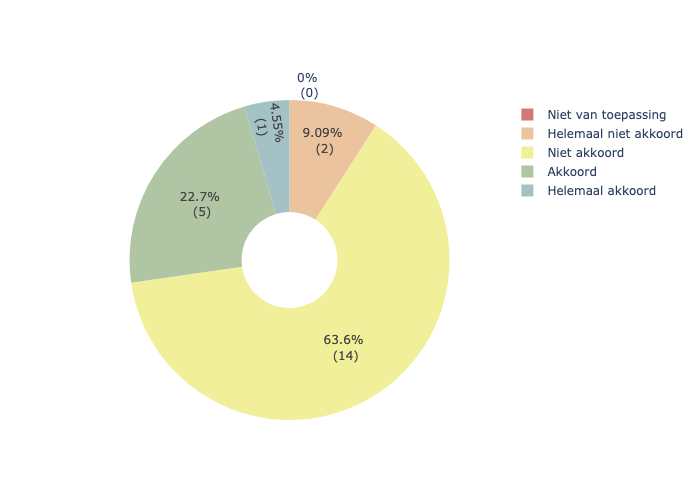 0%
(0)
9.09%
(2)
63.6%
(14)
22.7%
(5)
4.55%
(1)
Niet van toepassing
Helemaal niet akkoord
Niet akkoord
Akkoord
Helemaal akkoord